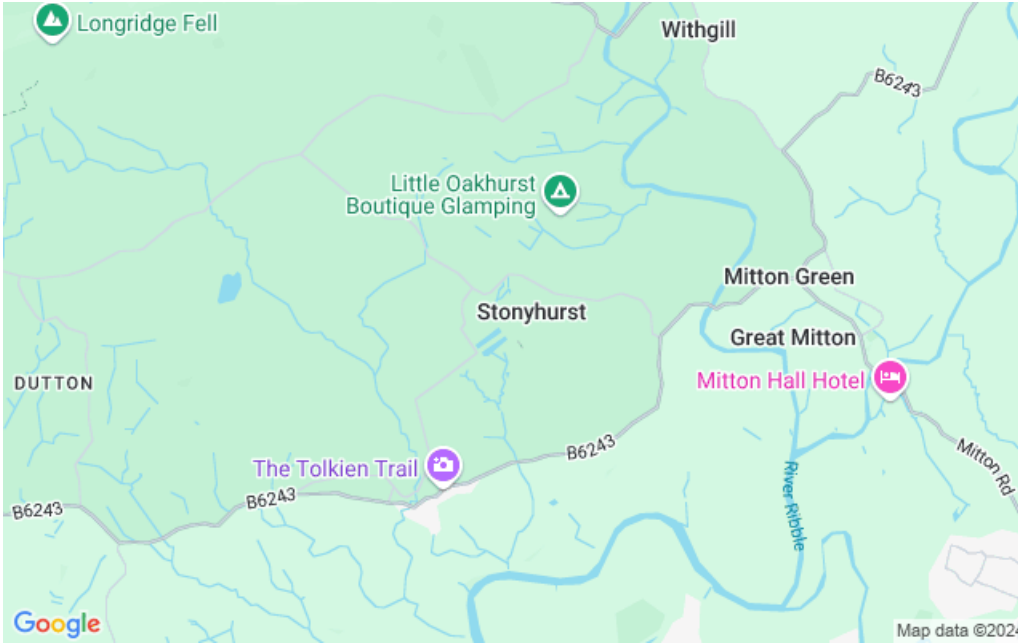 Longridge Fell
Withgill
B6243
Little Oakhurst
Boutique Glamping
Mitton Green
Stonyhurst
Great Mitton
DUTTON
Mitton Hall Hotel
B6243
The Tolkien Trail
Mitton Rd
B6243
B6243
River Ribble
Google
Map data ©2024